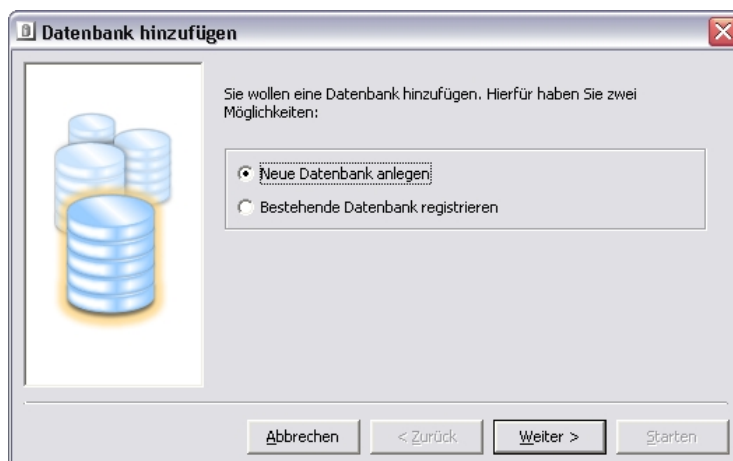 Datenbank hinzufügen
Sie wollen eine Datenbank hinzufügen. Hierfür haben Sie zwei
Möglichkeiten:
Neue Datenbank anlegen
Bestehende Datenbank registrieren
Abbrechen
< Zurück
Weiter >
Starten